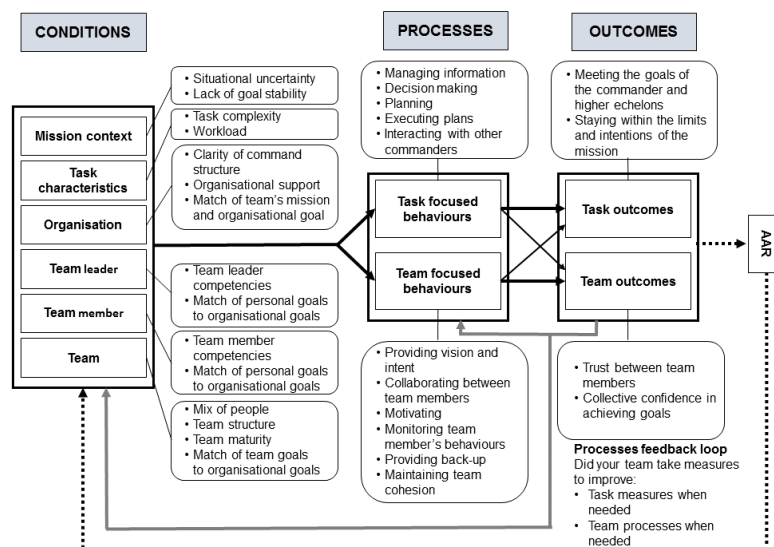 CONDITIONS
PROCESSES
OUTCOMES
Mission context
Task
characteristics
Organisation
Team leader
Team member
Team
• Situational uncertainty
• Lack of goal stability
• Task complexity
• Workload
• Clarity of command
structure
• Organisational support
• Match of team's mission
and organisational goal
• Team leader
competencies
• Match of personal goals
to organisational goals
• Team member
competencies
• Match of personal goals
to organisational goals
• Mix of people
• Team structure
• Team maturity
• Match of team goals
to organisational goals
• Managing information
• Decision making
• Planning
• Executing plans
• Interacting with other
commanders
Task focused
behaviours
Team focused
behaviours
• Providing vision and
intent
• Collaborating between
team members
• Motivating
• Monitoring team
member's behaviours
• Providing back-up
• Maintaining team
cohesion
• Meeting the goals of
the commander and
higher echelons
• Staying within the limits
and intentions of the
mission
Task outcomes
Team outcomes
• Trust between team
members
• Collective confidence in
achieving goals
Processes feedback loop
Did your team take measures
to improve:
• Task measures when
needed
• Team processes when
needed
AAR